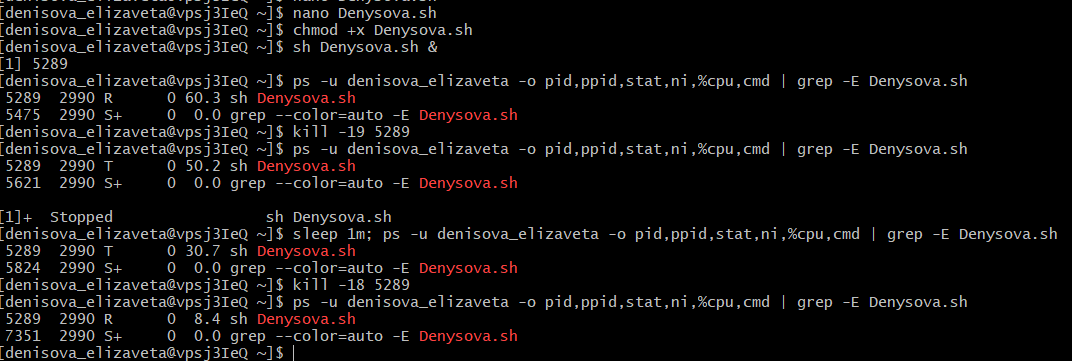 [denisova_elizaveta@vpsj3IeQ ~]$ nano Denysova.sh
[denisova_elizaveta@vpsj3IeQ ~]$ nano Denysova.sh
[denisova_elizaveta@vpsj3IeQ ~]$ chmod +x Denysova.sh
[denisova_elizaveta@vpsj3IeQ ~]$ sh Denysova.sh &
[1] 5289
[denisova_elizaveta@vpsj3IeQ ~]$ ps -u denisova_elizaveta -o pid,ppid,stat,ni,%cpu,cmd | grep -E Denysova.sh
5289 2990 R 0 60.3 sh Denysova.sh
5475 2990 S+ 0 0.0 grep --color=auto -E Denysova.sh
[denisova_elizaveta@vpsj3IeQ ~]$ kill -19 5289
[denisova_elizaveta@vpsj3IeQ ~]$ ps -u denisova_elizaveta -o pid,ppid,stat,ni,%cpu,cmd | grep -E Denysova.sh
5289 2990 T 0 50.2 sh Denysova.sh
5621 2990 S+ 0 0.0 grep --color=auto -E Denysova.sh
[1]+ Stopped sh Denysova.sh
[denisova_elizaveta@vpsj3IeQ ~]$ sleep 1m; ps -u denisova_elizaveta -o pid,ppid,stat,ni,%cpu,cmd | grep -E Denysova.sh
5289 2990 T 0 30.7 sh Denysova.sh
5824 2990 S+ 0 0.0 grep --color=auto -E Denysova.sh
[denisova_elizaveta@vpsj3IeQ ~]$ kill -18 5289
[denisova_elizaveta@vpsj3IeQ ~]$ ps -u denisova_elizaveta -o pid,ppid,stat,ni,%cpu,cmd | grep -E Denysova.sh
5289 2990 R 0 8.4 sh Denysova.sh
7351 2990 S+ 0 0.0 grep --color=auto -E Denysova.sh
[denisova_elizaveta@vpsj3IeQ ~]$